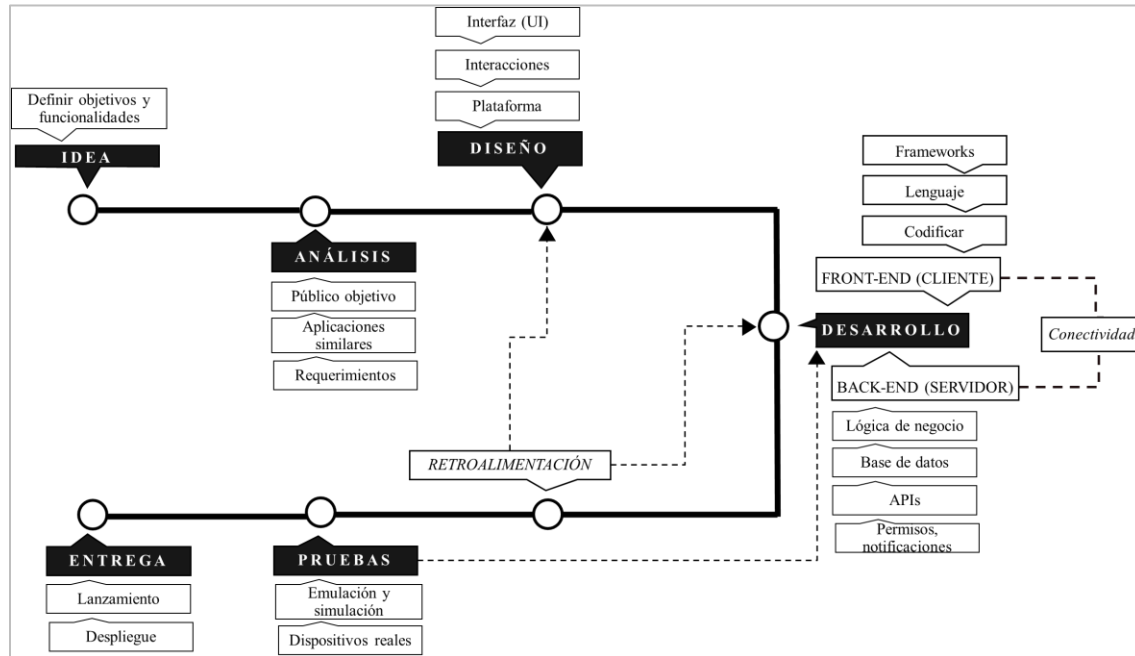 Definir objetivos y
funcionalidades
IDEA
Interfaz (UI)
Interacciones
Plataforma
DISEÑO
ANÁLISIS
Público objetivo
Aplicaciones
similares
Requerimientos
Frameworks
Lenguaje
Codificar
FRONT-END (CLIENTE)
DESARROLLO
Conectividad
BACK-END (SERVIDOR)
Lógica de negocio
Base de datos
APIs
Permisos,
notificaciones
RETROALIMENTACIÓN
PRUEBAS
Emulación y
simulación
Dispositivos reales
ENTREGA
Lanzamiento
Despliegue